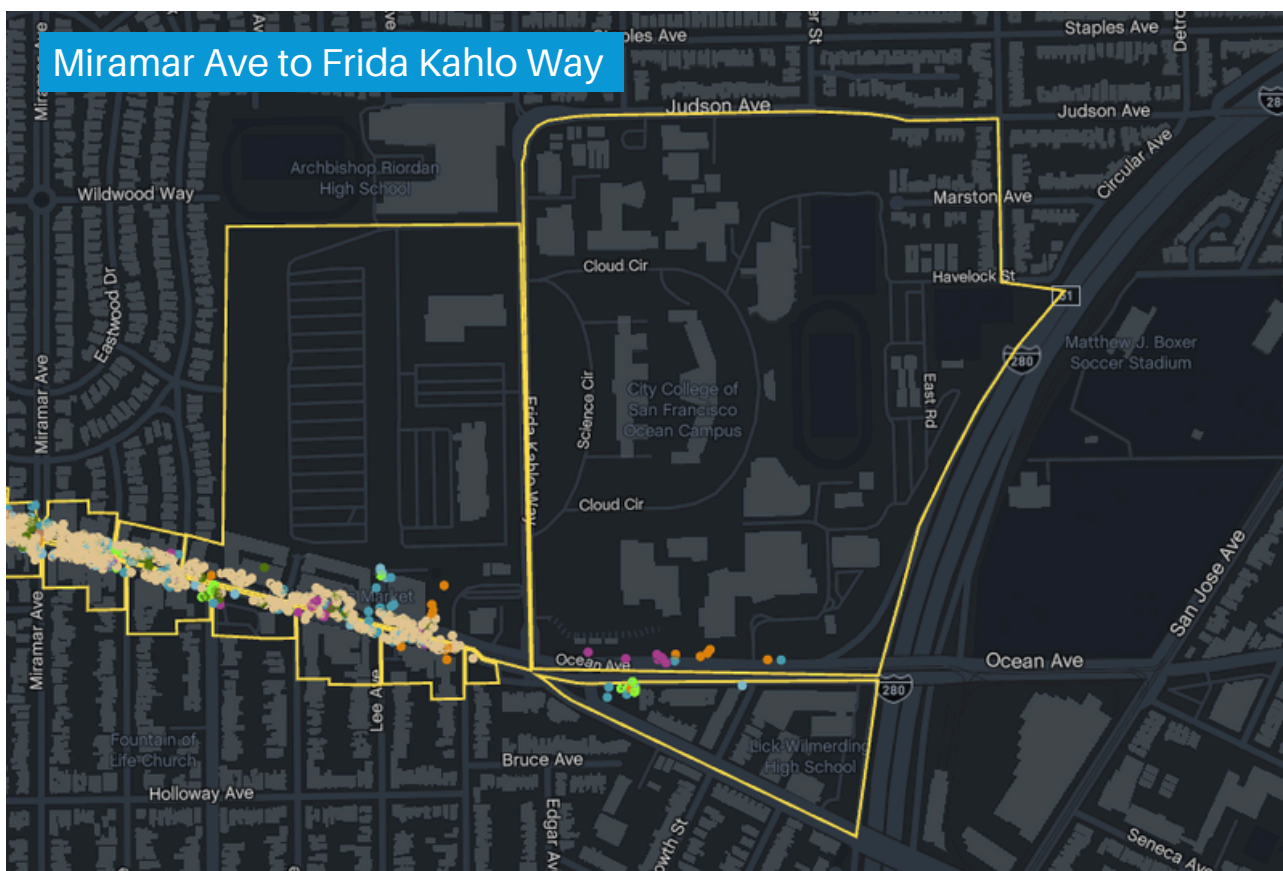 Miramar Ave to Frida Kahlo Way
Staples Ave
Judson Ave
Judson Ave
Circular Ave
Archbishop Riordan
High School
Wildwood Way
Marston Ave
Cloud Cir
Havelock St
Eastwood Dr
280
Matthew J. Boxer
Soccer Stadium
Miramar Ave
Science Cir
City College of
San Francisco
Ocean Campus
East Rd
Frida Kahlo Way
Cloud Cir
San Jose Ave
Market
Miramar Ave
Ocean Ave
Ocean Ave
280
Lee Ave
Fountain of
Life Church
Lick-Wilmerding
High School
Bruce Ave
Holloway Ave
Edgar Av
Seneca Ave